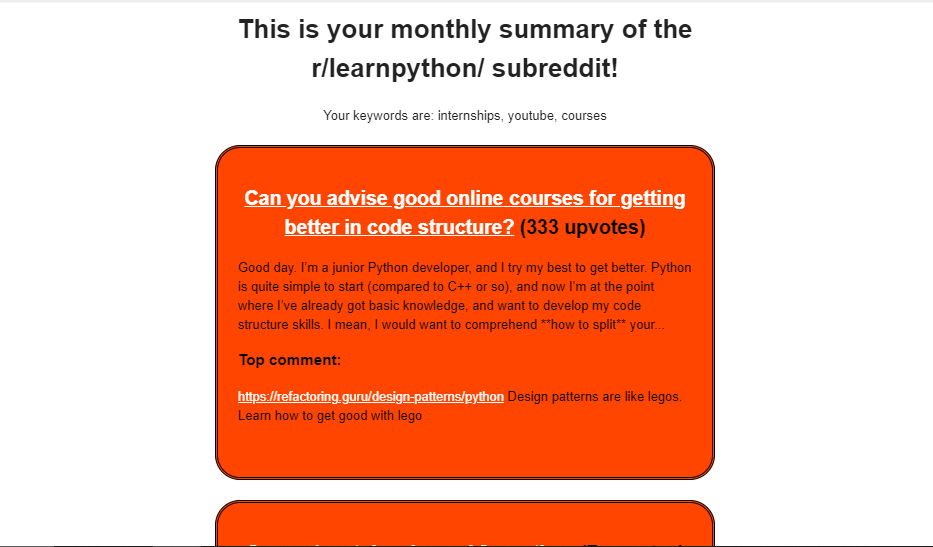 This is your monthly summary of the
r/learnpython/ subreddit!
Your keywords are: internships, youtube, courses
Can you advise good online courses for getting
better in code structure? (333 upvotes)
Good day. I’m a junior Python developer, and I try my best to get better. Python
is quite simple to start (compared to C++ or so), and now I’m at the point
where I’ve already got basic knowledge, and want to develop my code
structure skills. I mean, I would want to comprehend **how to split** your...
Top comment:
https://refactoring.guru/design-patterns/python Design patterns are like legos.
Learn how to get good with lego